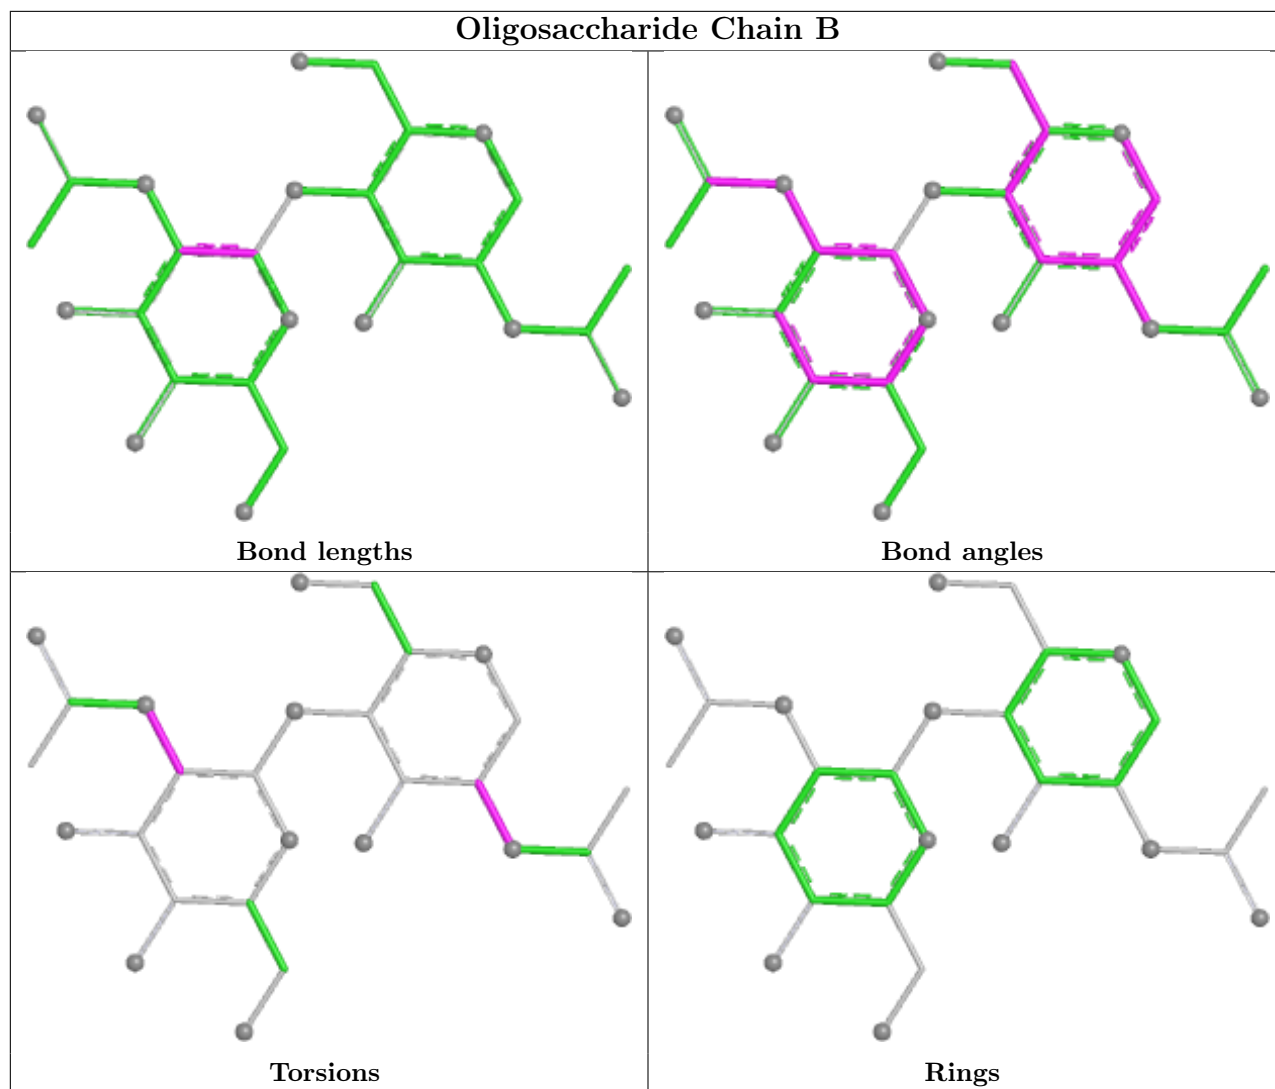 Oligosaccharide Chain B
Bond lengths
Bond angles
Torsions
Rings